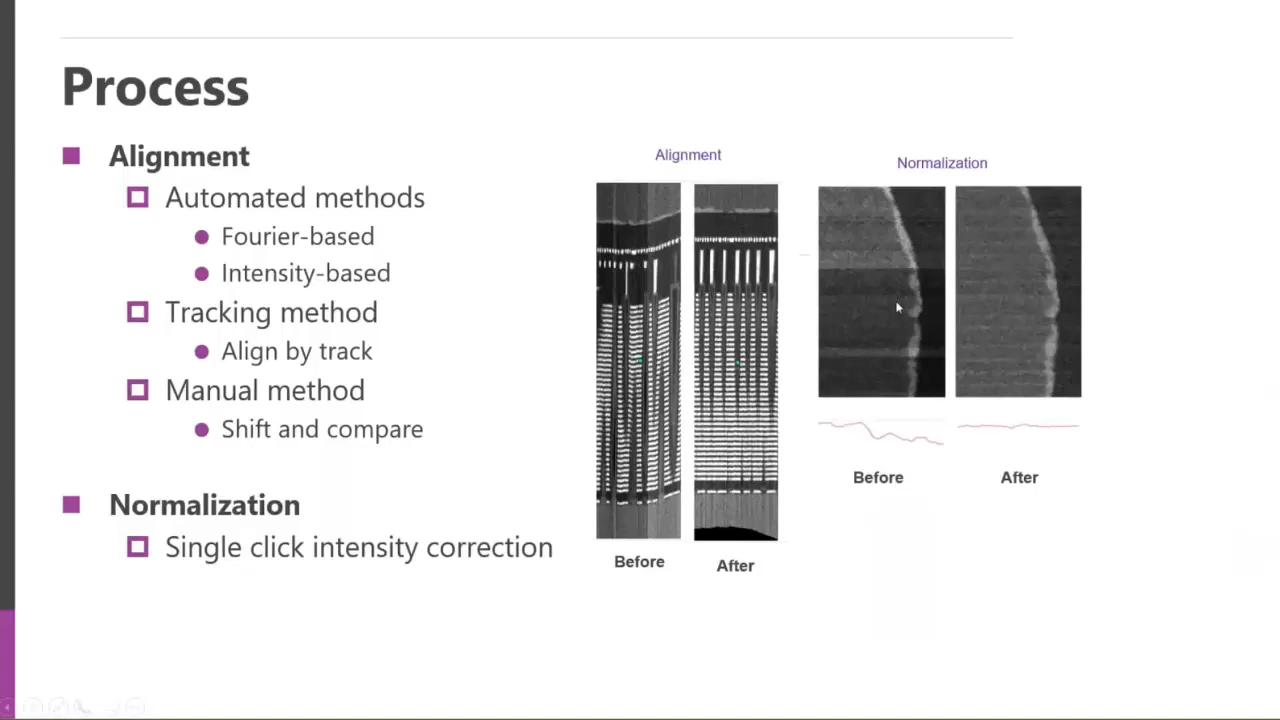 Process
Alignment
Automated methods
Fourier-based
Intensity-based
Tracking method
Align by track
Manual method
Shift and compare
Normalization
Single click intensity correction
Alignment
Before
After
Normalization
Before
After